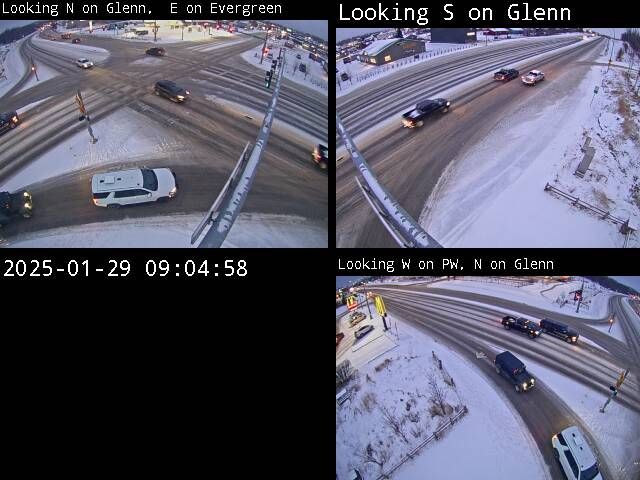 Looking N on Glenn,  E on Evergreen
Looking S on Glenn
2025-01-29 09:04:58
Looking W on PW, N on Glenn